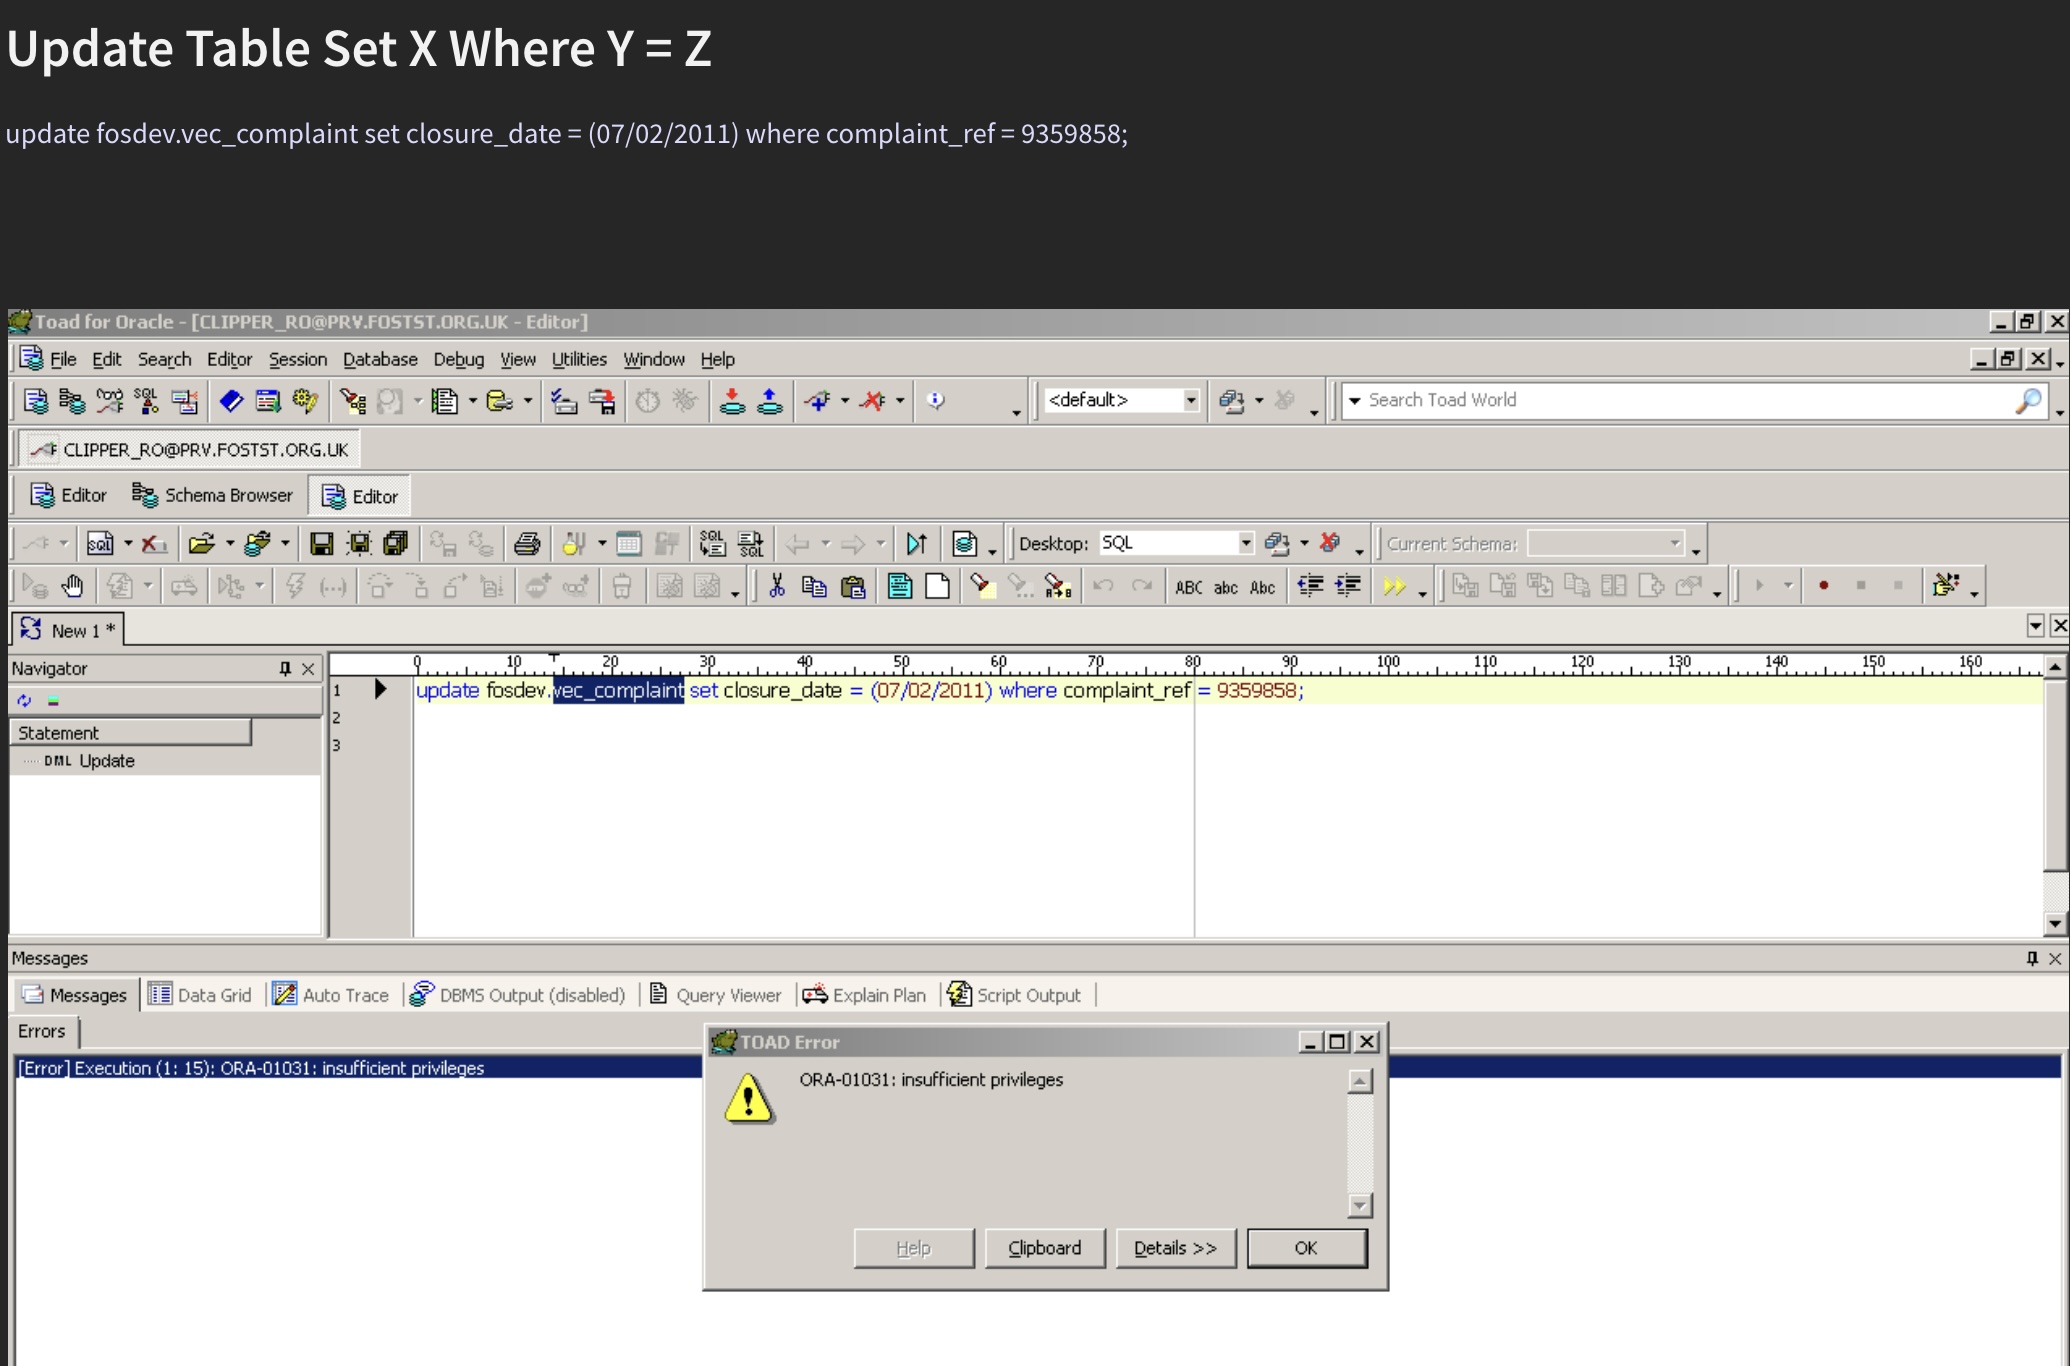 Update Table Set X Where Y = Z
update fosdev.vec_complaint set closure_date = (07/02/2011) where complaint_ref = 9359858;
Toad for Oracle - [CLIPPER_RO@PRV.FOSTST.ORG.UK - Editor]
File Edit Search Editor Session Database Debug View Utilities Window Help
SQL <default> Search Toad World
CLIPPER_RO@PRV.FOSTST.ORG.UK
Editor Schema Browser Editor
SQL SQL SQL Desktop: SQL Current Schema:
ABC abc Abc
New 1 *
Navigator 0 10 20 30 40 50 60 70 80 90 100 110 120 130 140 150 160
1 update fosdev.vec_complaint set closure_date = (07/02/2011) where complaint_ref = 9359858;
2
Statement
3
DML Update
Messages
Messages Data Grid Auto Trace DBMS Output (disabled) Query Viewer Explain Plan Script Output
Errors
TOAD Error
[Error] Execution (1: 15): ORA-01031: insufficient privileges
ORA-01031: insufficient privileges
Help Clipboard Details >> OK